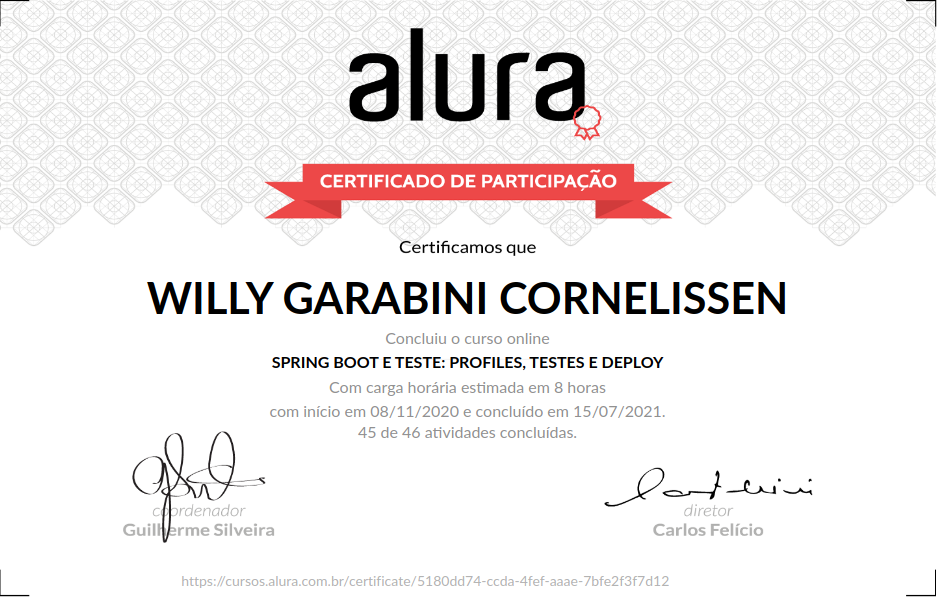 alura
CERTIFICADO DE PARTICIPAÇÃO
Certificamos que
WILLY GARABINI CORNELISSEN
Concluiu o curso online
SPRING BOOT E TESTE: PROFILES, TESTES E DEPLOY
Com carga horária estimada em 8 horas
com início em 08/11/2020 e concluído em 15/07/2021.
45 de 46 atividades concluídas.
coordenador
Guilherme Silveira
diretor
Carlos Felício
https://cursos.alura.com.br/certificate/5180dd74-ccda-4fef-aaae-7bfe2f3f7d12